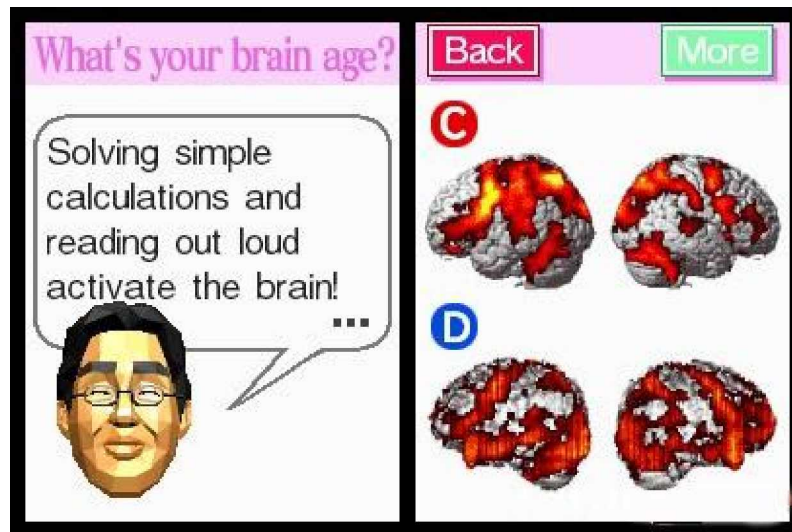 What's your brain age?
Solving simple
calculations and
reading out loud
activate the brain!
...
Back
More
C
D